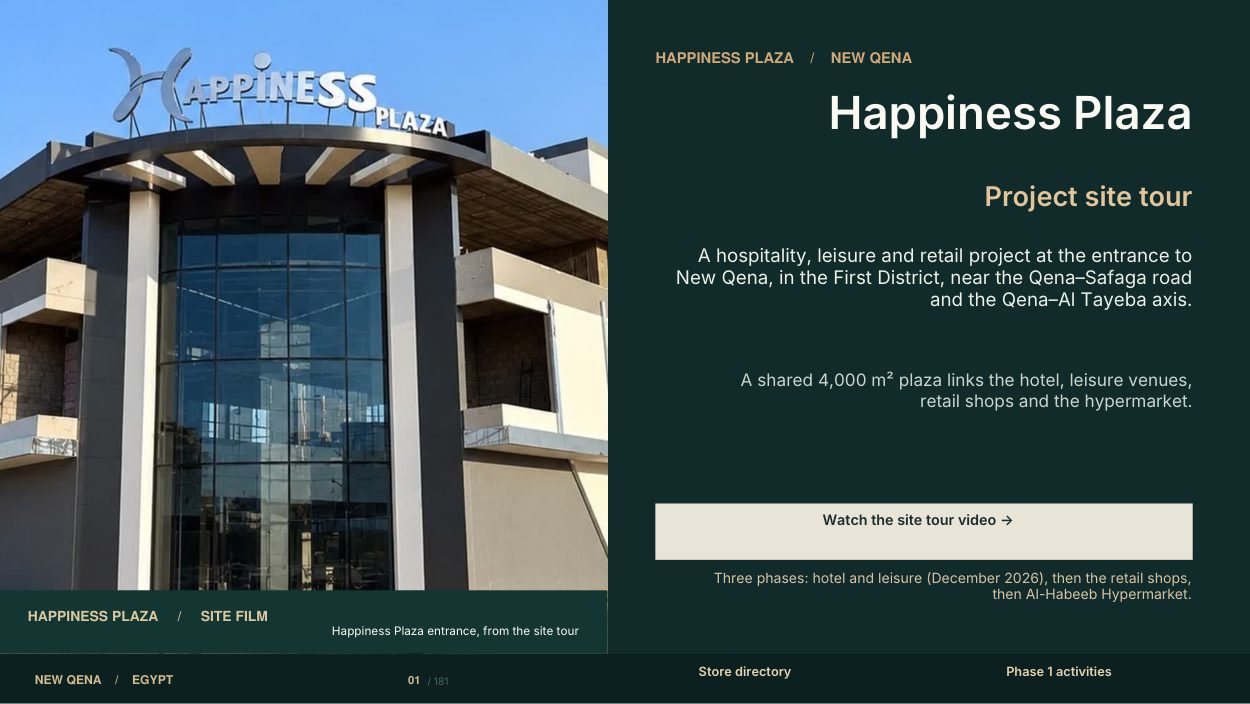 HAPPINESS PLAZA
HAPPINESS PLAZA / NEW QENA
Happiness Plaza
Project site tour
A hospitality, leisure and retail project at the entrance to
New Qena, in the First District, near the Qena–Safaga road
and the Qena–Al Tayeba axis.
A shared 4,000 m² plaza links the hotel, leisure venues,
retail shops and the hypermarket.
Watch the site tour video →
Three phases: hotel and leisure (December 2026), then the retail shops,
then Al-Habeeb Hypermarket.
HAPPINESS PLAZA / SITE FILM
Happiness Plaza entrance, from the site tour
NEW QENA / EGYPT
01 / 181
Store directory
Phase 1 activities